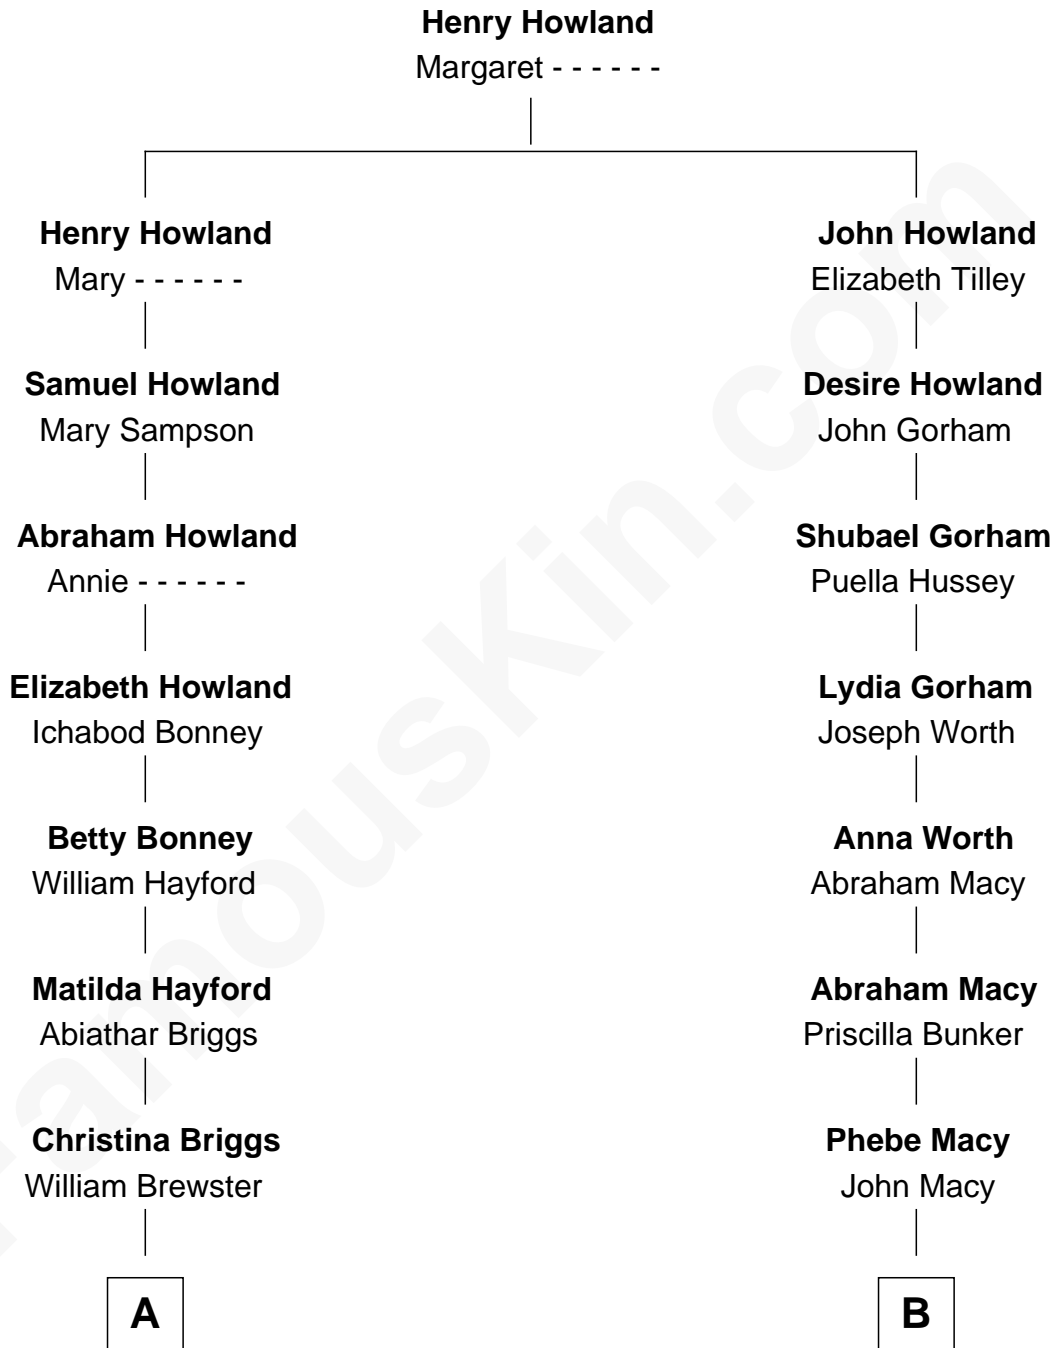 Henry Howland
Margaret - - - - - -
Henry Howland
Mary - - - - - -
John Howland
Elizabeth Tilley
Samuel Howland
Mary Sampson
Desire Howland
John Gorham
Abraham Howland
Annie - - - - - -
Shubael Gorham
Puella Hussey
Elizabeth Howland
Ichabod Bonney
Lydia Gorham
Joseph Worth
Betty Bonney
William Hayford
Anna Worth
Abraham Macy
Matilda Hayford
Abiathar Briggs
Abraham Macy
Priscilla Bunker
Christina Briggs
William Brewster
Phebe Macy
John Macy
A
B
FamousKin.com